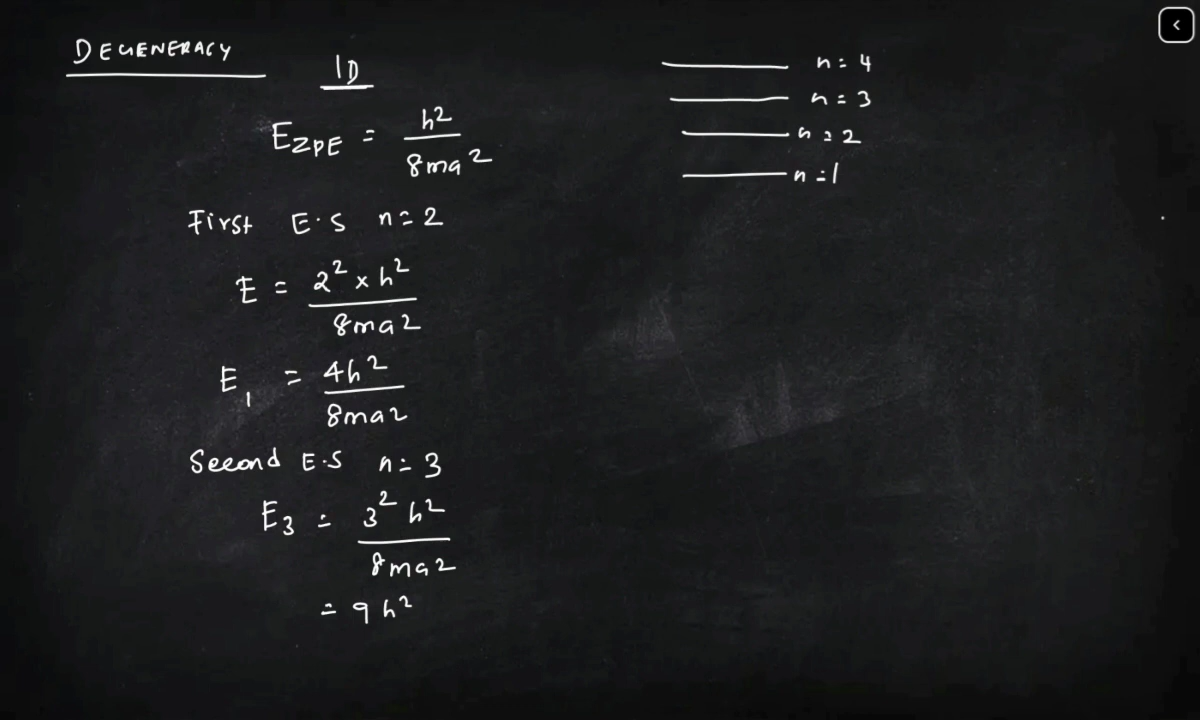 DEGENERACY
1D
E_ZPE = h²/8ma²
First E.S n=2
E = 2² x h²/8ma2
E₁ = 4h²/8ma2
Second E.S n=3
E₃ = 3² h²/8ma2
= 9h²
n=4
n=3
n=2
n=1